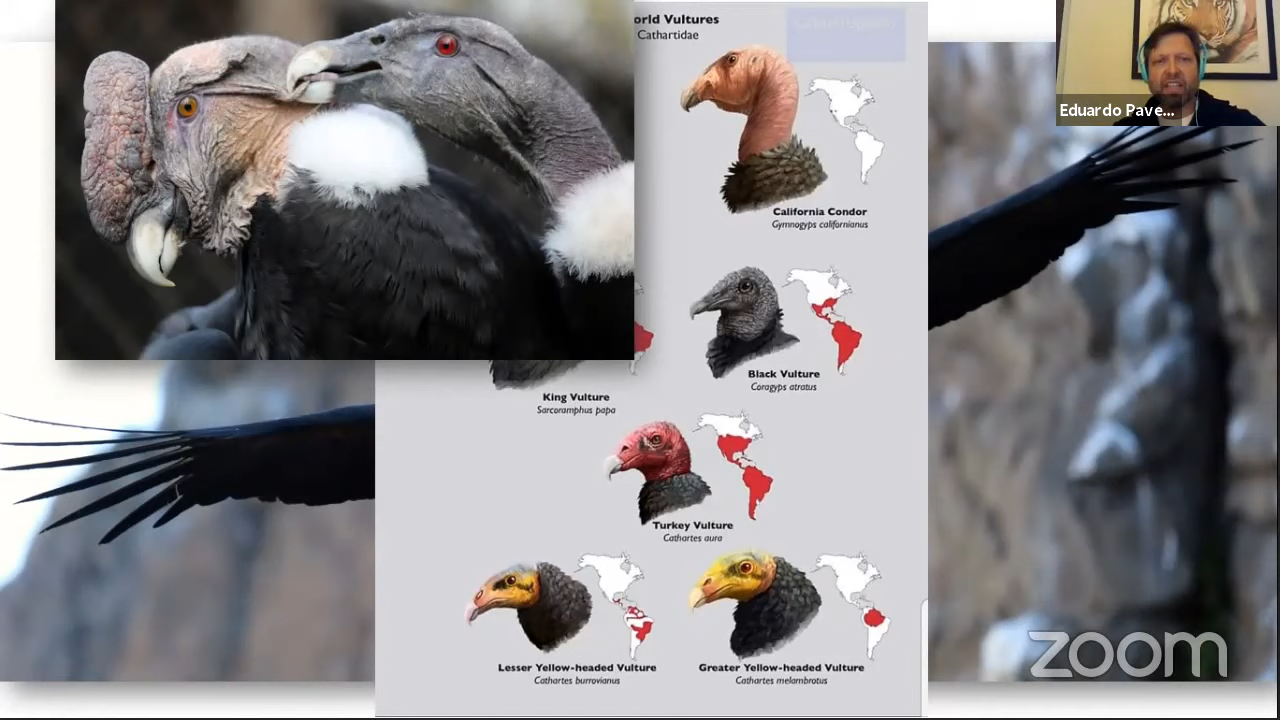 orld Vultures
Cathartidae
Eduardo Pave...
California Condor
Gymnogyps californianus
Black Vulture
Coragyps atratus
King Vulture
Sarcoramphus papa
Turkey Vulture
Cathartes aura
Lesser Yellow-headed Vulture
Cathartes burrovianus
Greater Yellow-headed Vulture
Cathartes melambrotus
zoom